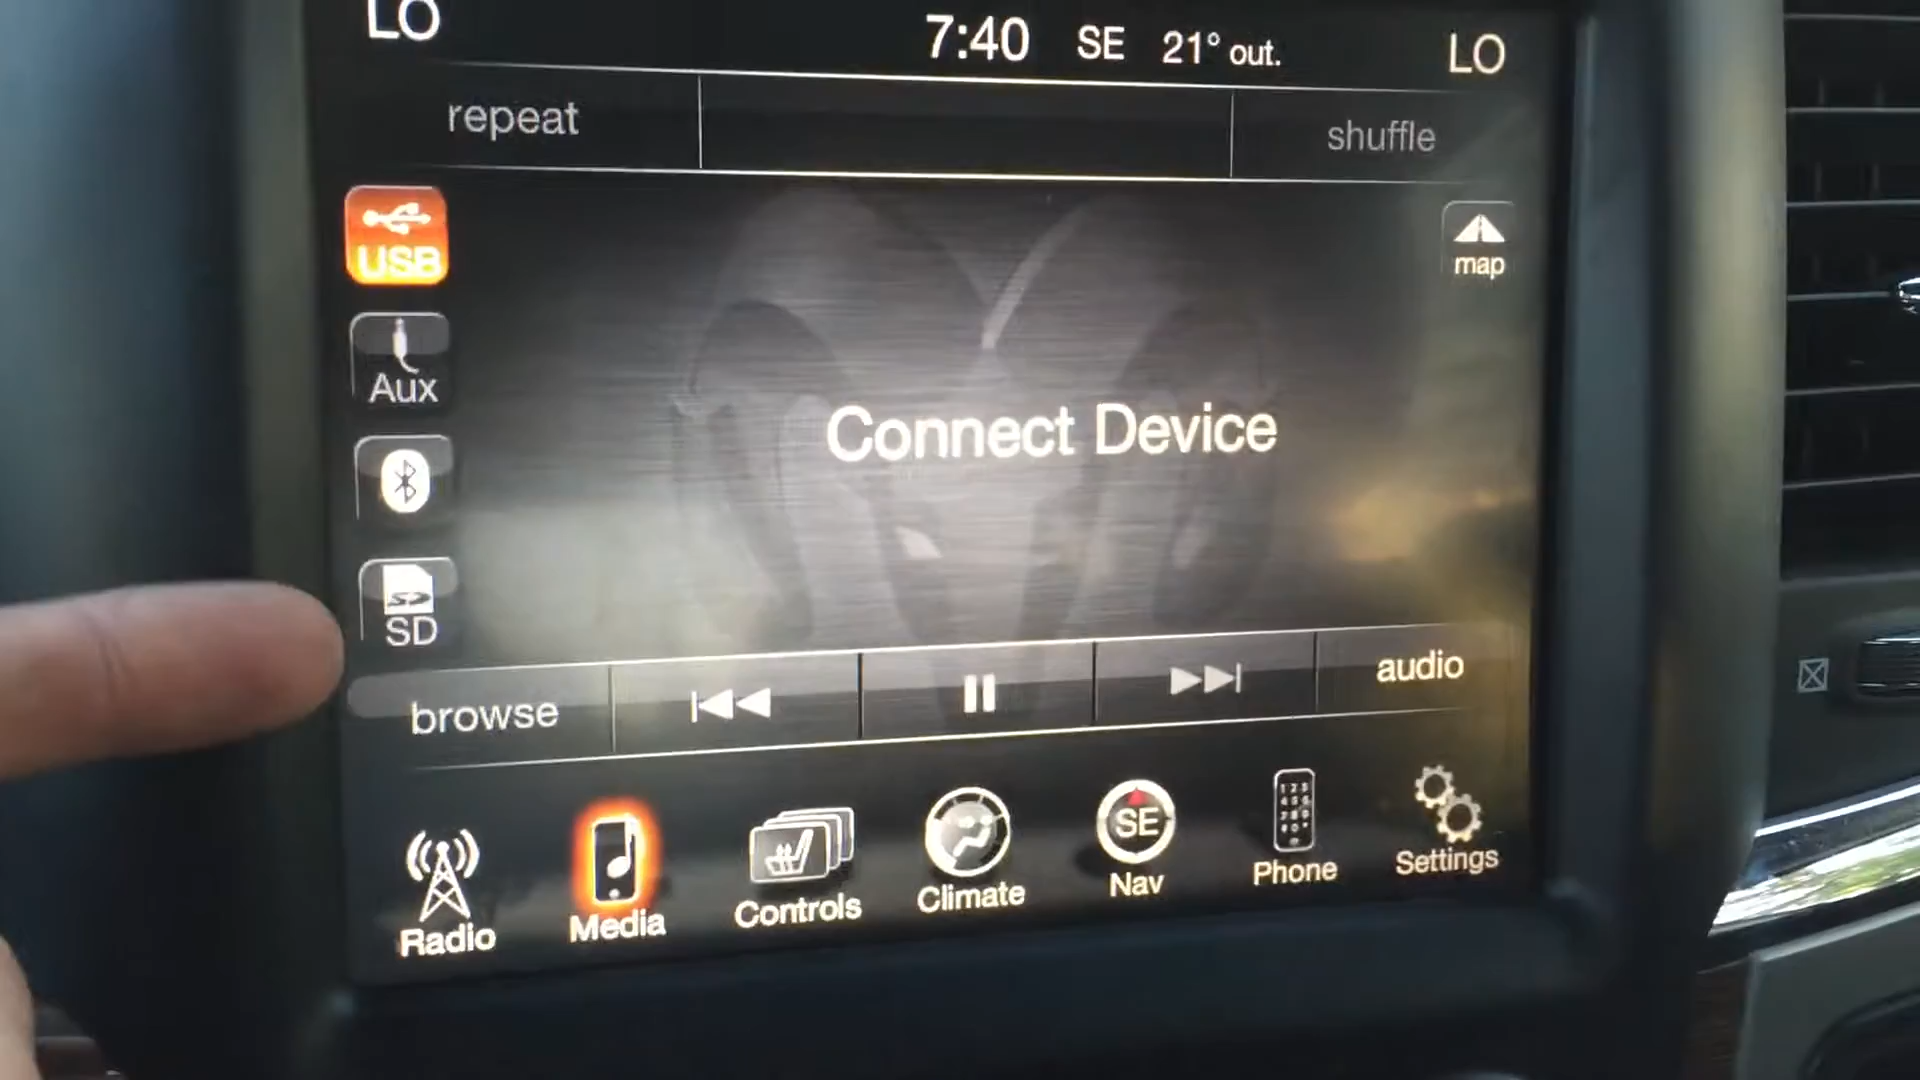 LO 7:40 SE 21° out. LO
repeat shuffle
USB
map
Aux
Connect Device
SD
browse audio
Radio Media Controls Climate SE Nav Phone Settings